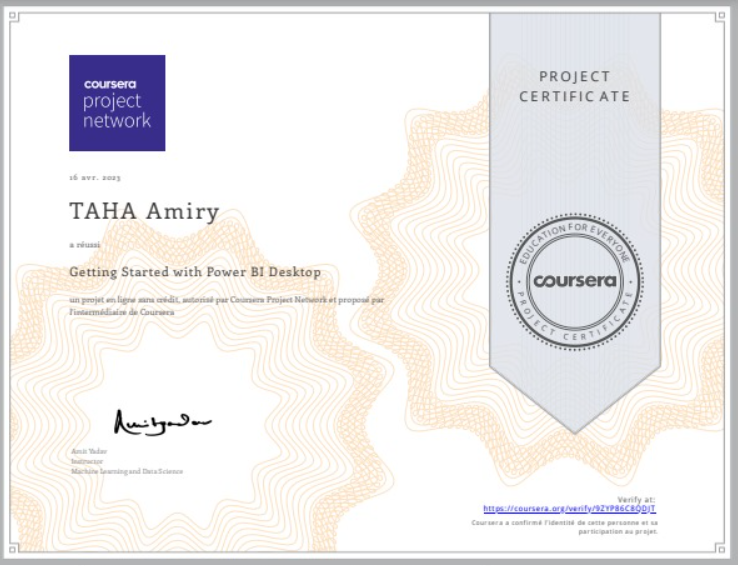 coursera
project
network
PROJECT
CERTIFICATE
16 avr. 2023
TAHA Amiry
a réussi
Getting Started with Power BI Desktop
un projet en ligne sans crédit, autorisé par Coursera Project Network et proposé par
l'intermédiaire de Coursera
EDUCATION FOR EVERYONE
coursera
PROJECT CERTIFICATE
Amit Yadav
Instructor
Machine Learning and Data Science
Verify at:
https://coursera.org/verify/9ZYPB6C8QDJT
Coursera a confirmé l'identité de cette personne et sa
participation au projet.